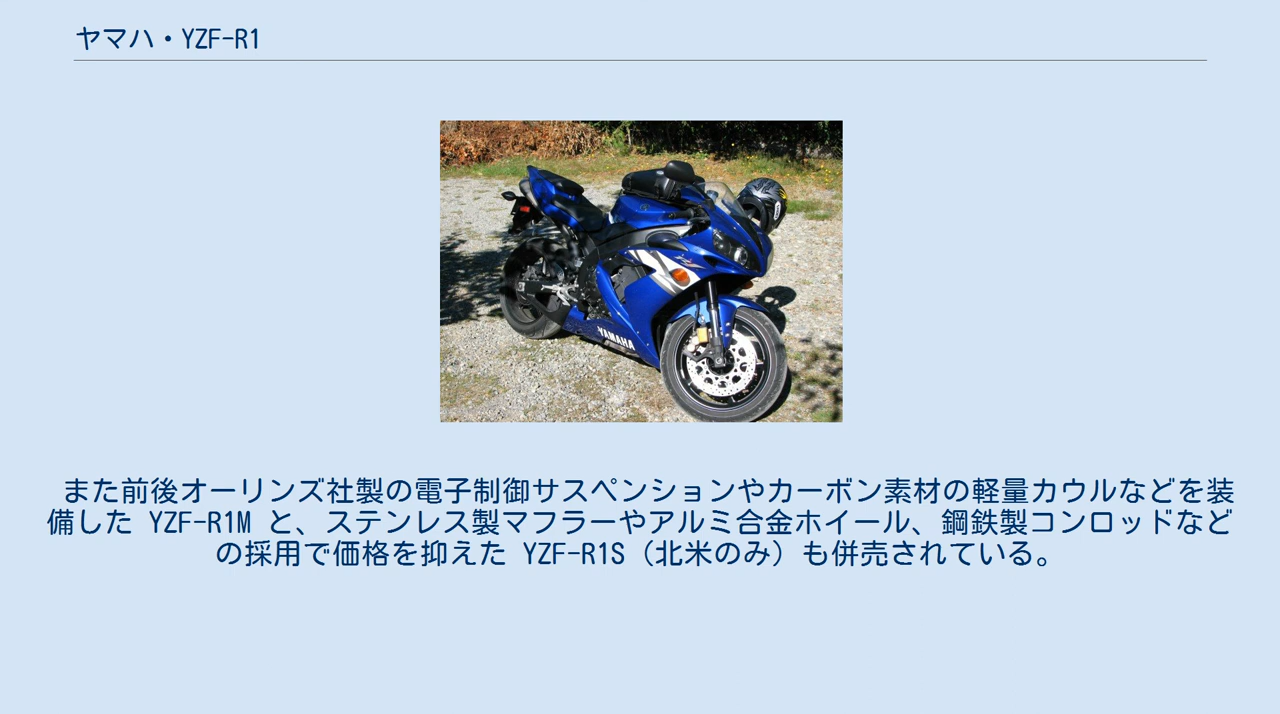 ヤマハ・YZF-R1
YAMAHA
また前後オーリンズ社製の電子制御サスペンションやカーボン素材の軽量カウルなどを装
備した YZF-R1M と、ステンレス製マフラーやアルミ合金ホイール、鋼鉄製コンロッドなど
の採用で価格を抑えた YZF-R1S（北米のみ）も併売されている。